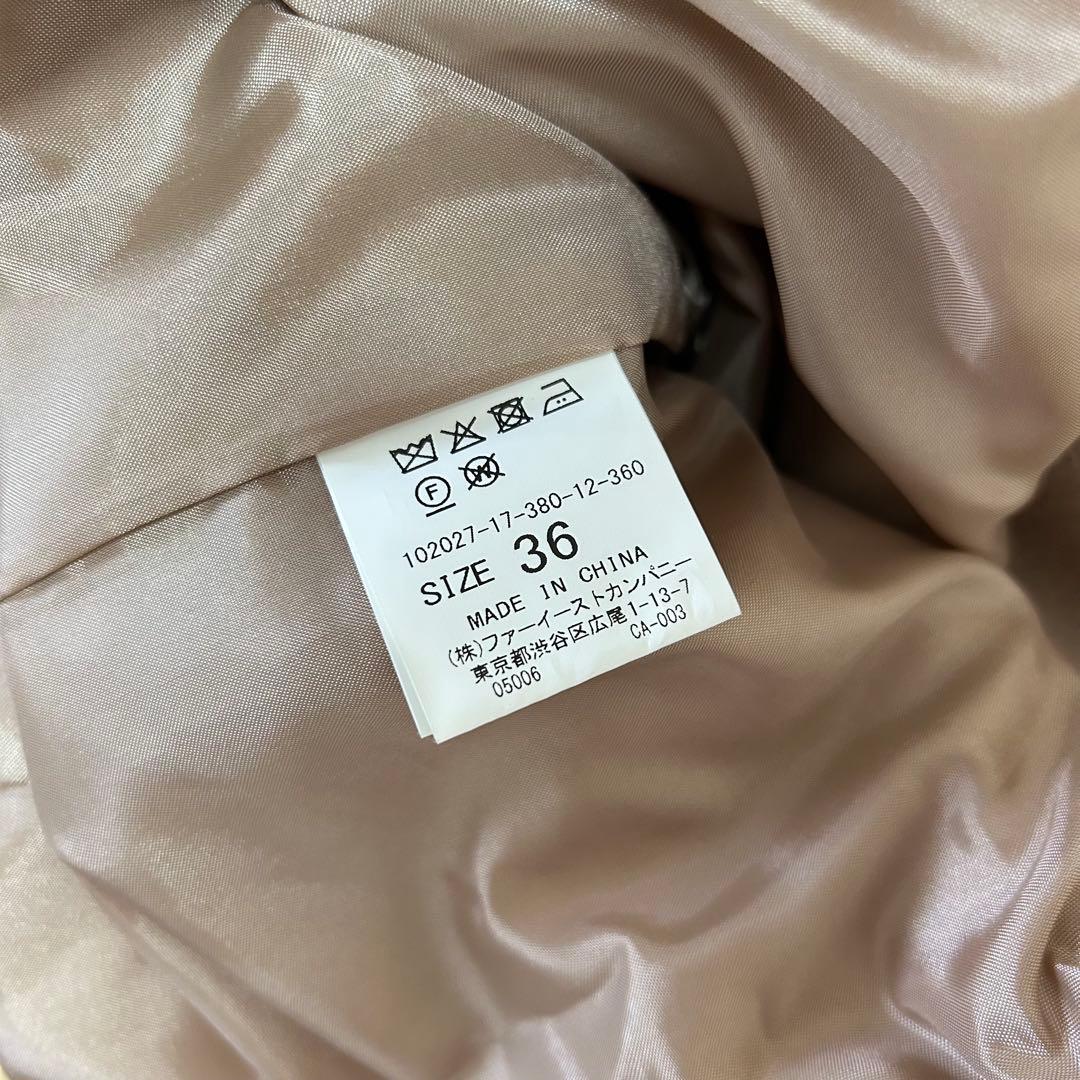 F W
102027-17-380-12-360
SIZE 36
MADE IN CHINA
(株)ファーイーストカンパニー
東京都渋谷区広尾1-13-7
05006 CA-003